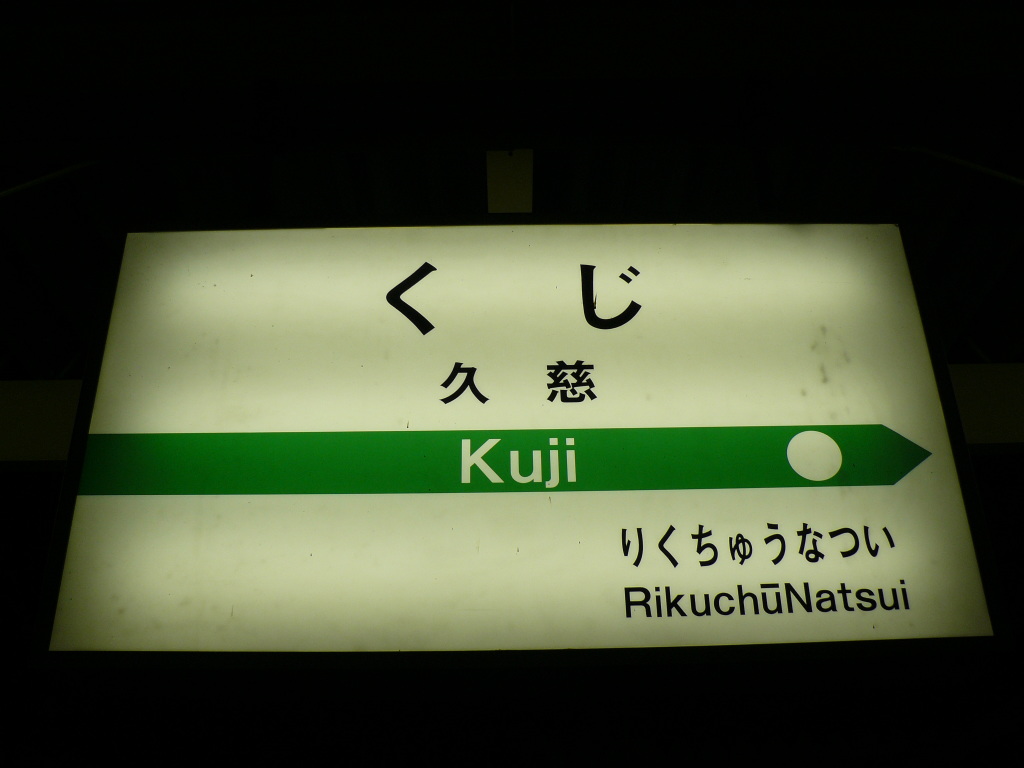 くじ
久慈
Kuji
りくちゅうなつい
RikuchūNatsui